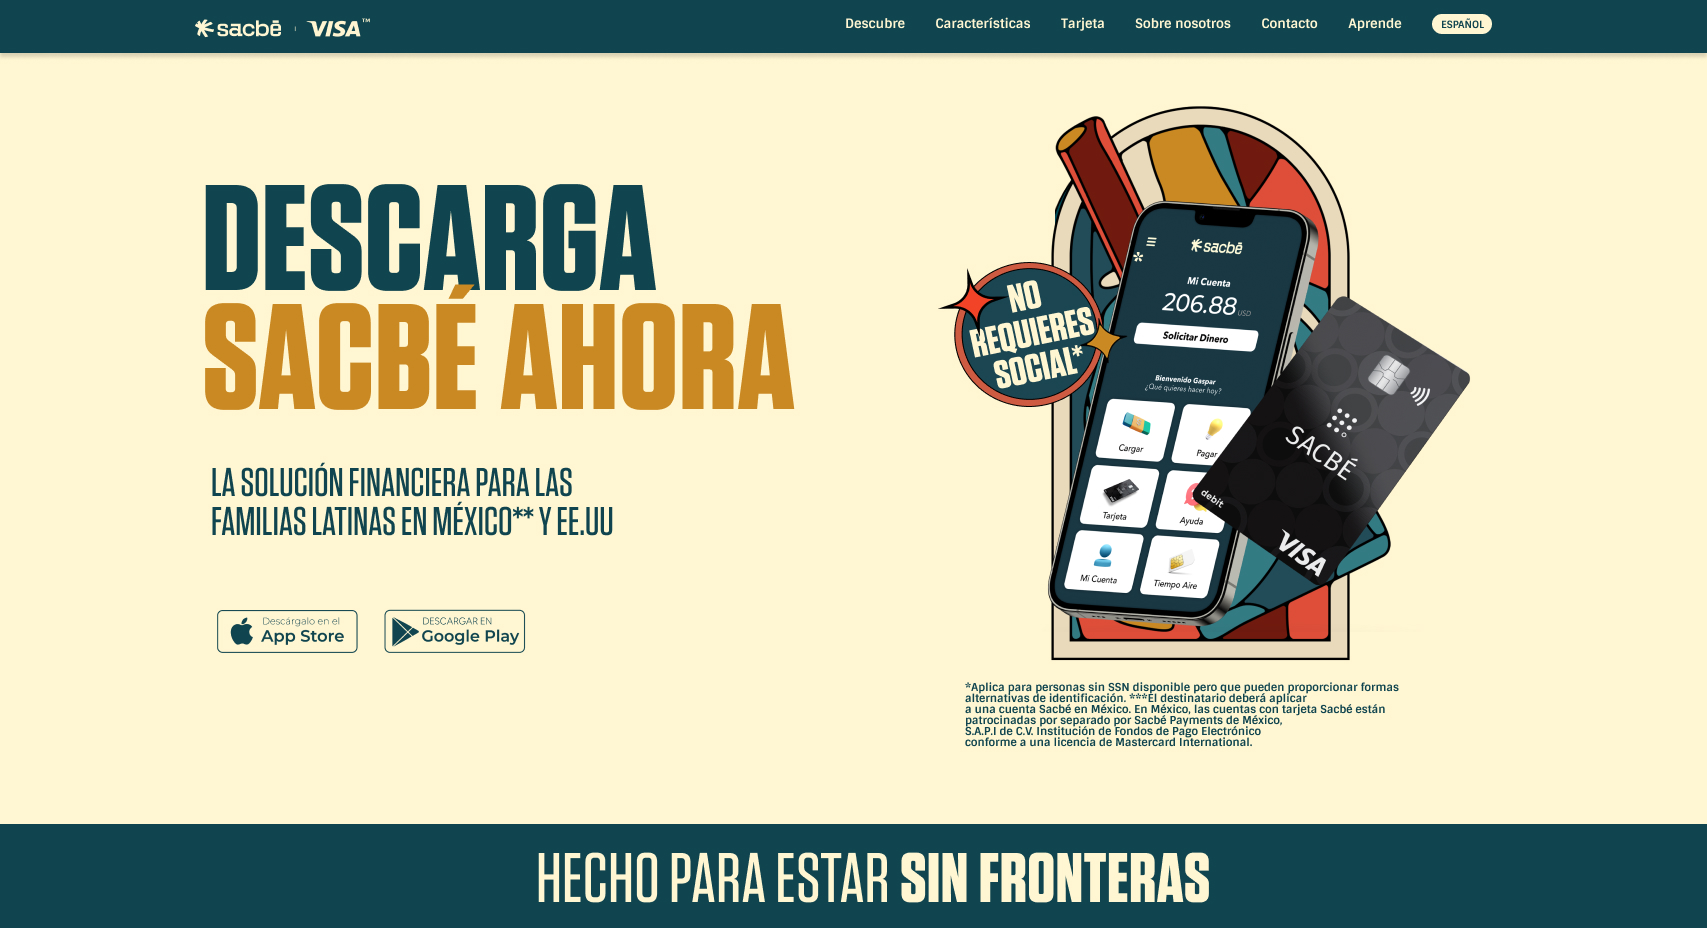 sacbē | VISA™
Descubre Características Tarjeta Sobre nosotros Contacto Aprende ESPAÑOL
DESCARGA
SACBÉ AHORA
LA SOLUCIÓN FINANCIERA PARA LAS
FAMILIAS LATINAS EN MÉXICO** Y EE.UU
Descárgalo en el
App Store
DESCARGAR EN
Google Play
NO
REQUIERES
SOCIAL*
sacbē
Mi Cuenta
206.88 USD
Solicitar Dinero
Bienvenido Gaspar
¿Qué quieres hacer hoy?
Cargar
Pagar
Tarjeta
Ayuda
Mi Cuenta
Tiempo Aire
SACBÉ
debit
VISA
*Aplica para personas sin SSN disponible pero que pueden proporcionar formas
alternativas de identificación. ***El destinatario deberá aplicar
a una cuenta Sacbé en México. En México, las cuentas con tarjeta Sacbé están
patrocinadas por separado por Sacbé Payments de México,
S.A.P.I de C.V. Institución de Fondos de Pago Electrónico
conforme a una licencia de Mastercard International.
HECHO PARA ESTAR SIN FRONTERAS